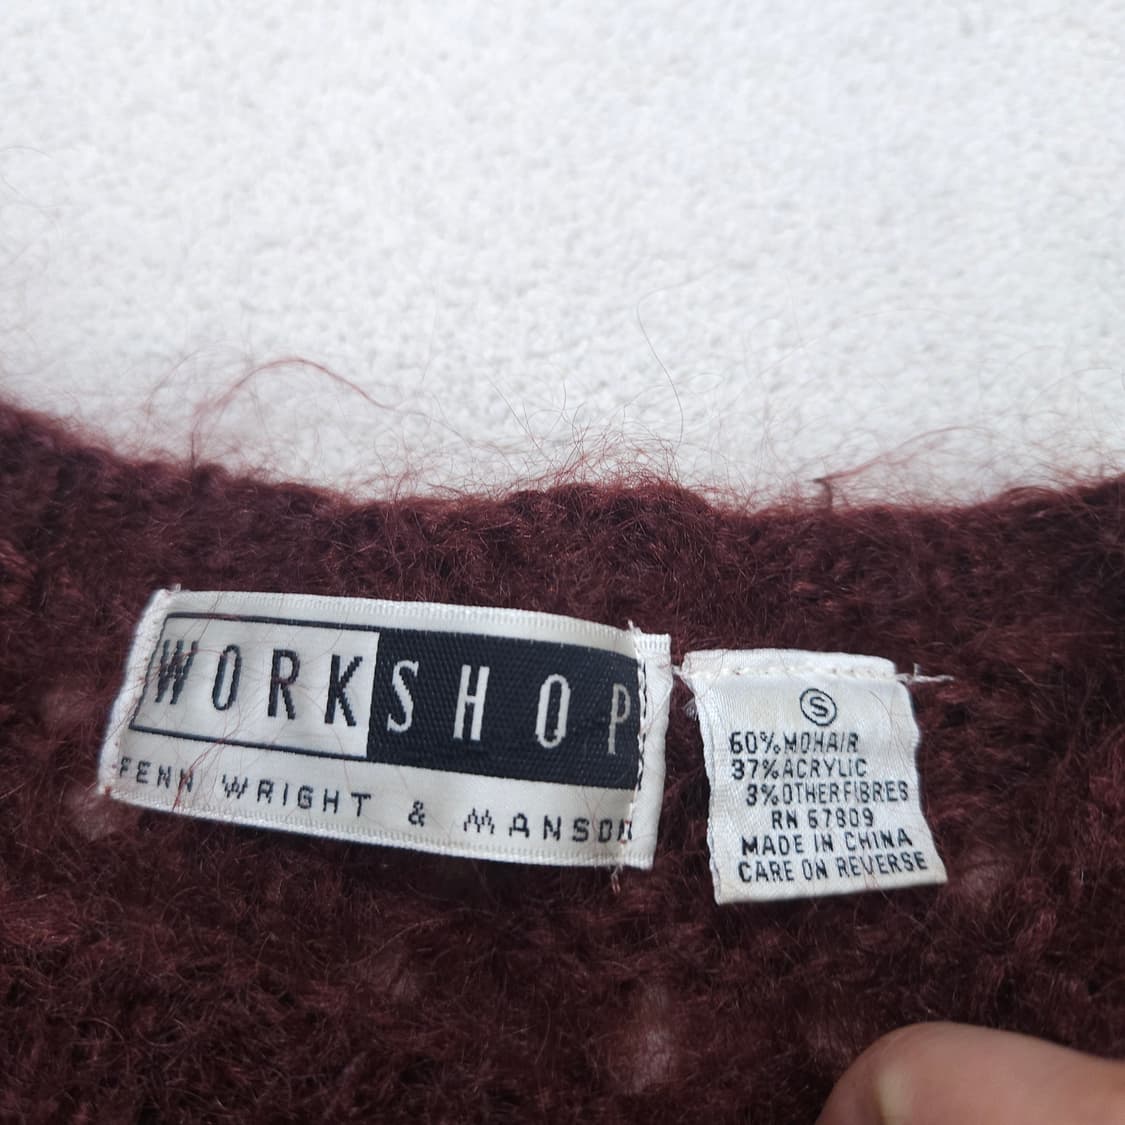 WORKSHOP
FENN WRIGHT & MANSON
S
60% MOHAIR
37% ACRYLIC
3% OTHER FIBRES
RN 67809
MADE IN CHINA
CARE ON REVERSE